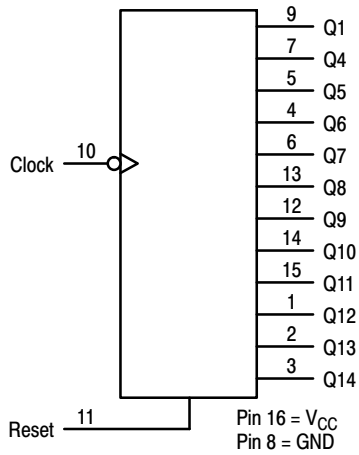 9 Q1
7 Q4
5 Q5
4 Q6
6 Q7
Clock 10
13 Q8
12 Q9
14 Q10
15 Q11
1 Q12
2 Q13
3 Q14
Reset 11
Pin 16 = VCC
Pin 8 = GND